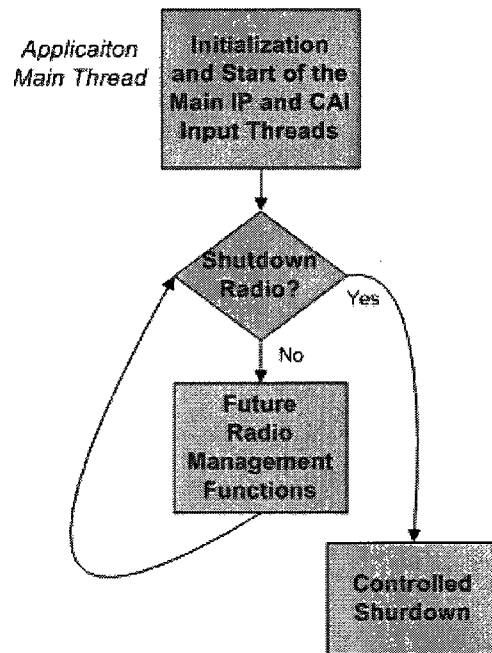 Applicaiton
Main Thread
Initialization
and Start of the
Main IP and CAI
Input Threads
Shutdown
Radio?
Yes
No
Future
Radio
Management
Functions
Controlled
Shurdown